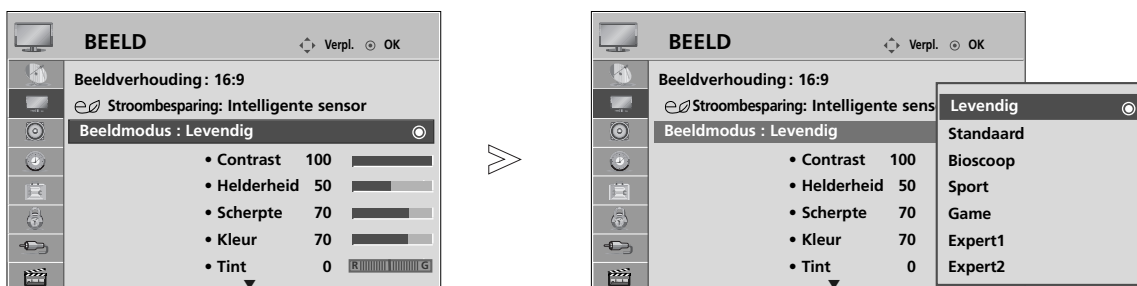 BEELD Verpl. OK
Beeldverhouding : 16:9
Stroombesparing: Intelligente sensor
Beeldmodus : Levendig
• Contrast 100
• Helderheid 50
• Scherpte 70
• Kleur 70
• Tint 0 R G
BEELD Verpl. OK
Beeldverhouding : 16:9
Stroombesparing: Intelligente sens
Beeldmodus : Levendig
• Contrast 100
• Helderheid 50
• Scherpte 70
• Kleur 70
• Tint 0
Levendig
Standaard
Bioscoop
Sport
Game
Expert1
Expert2